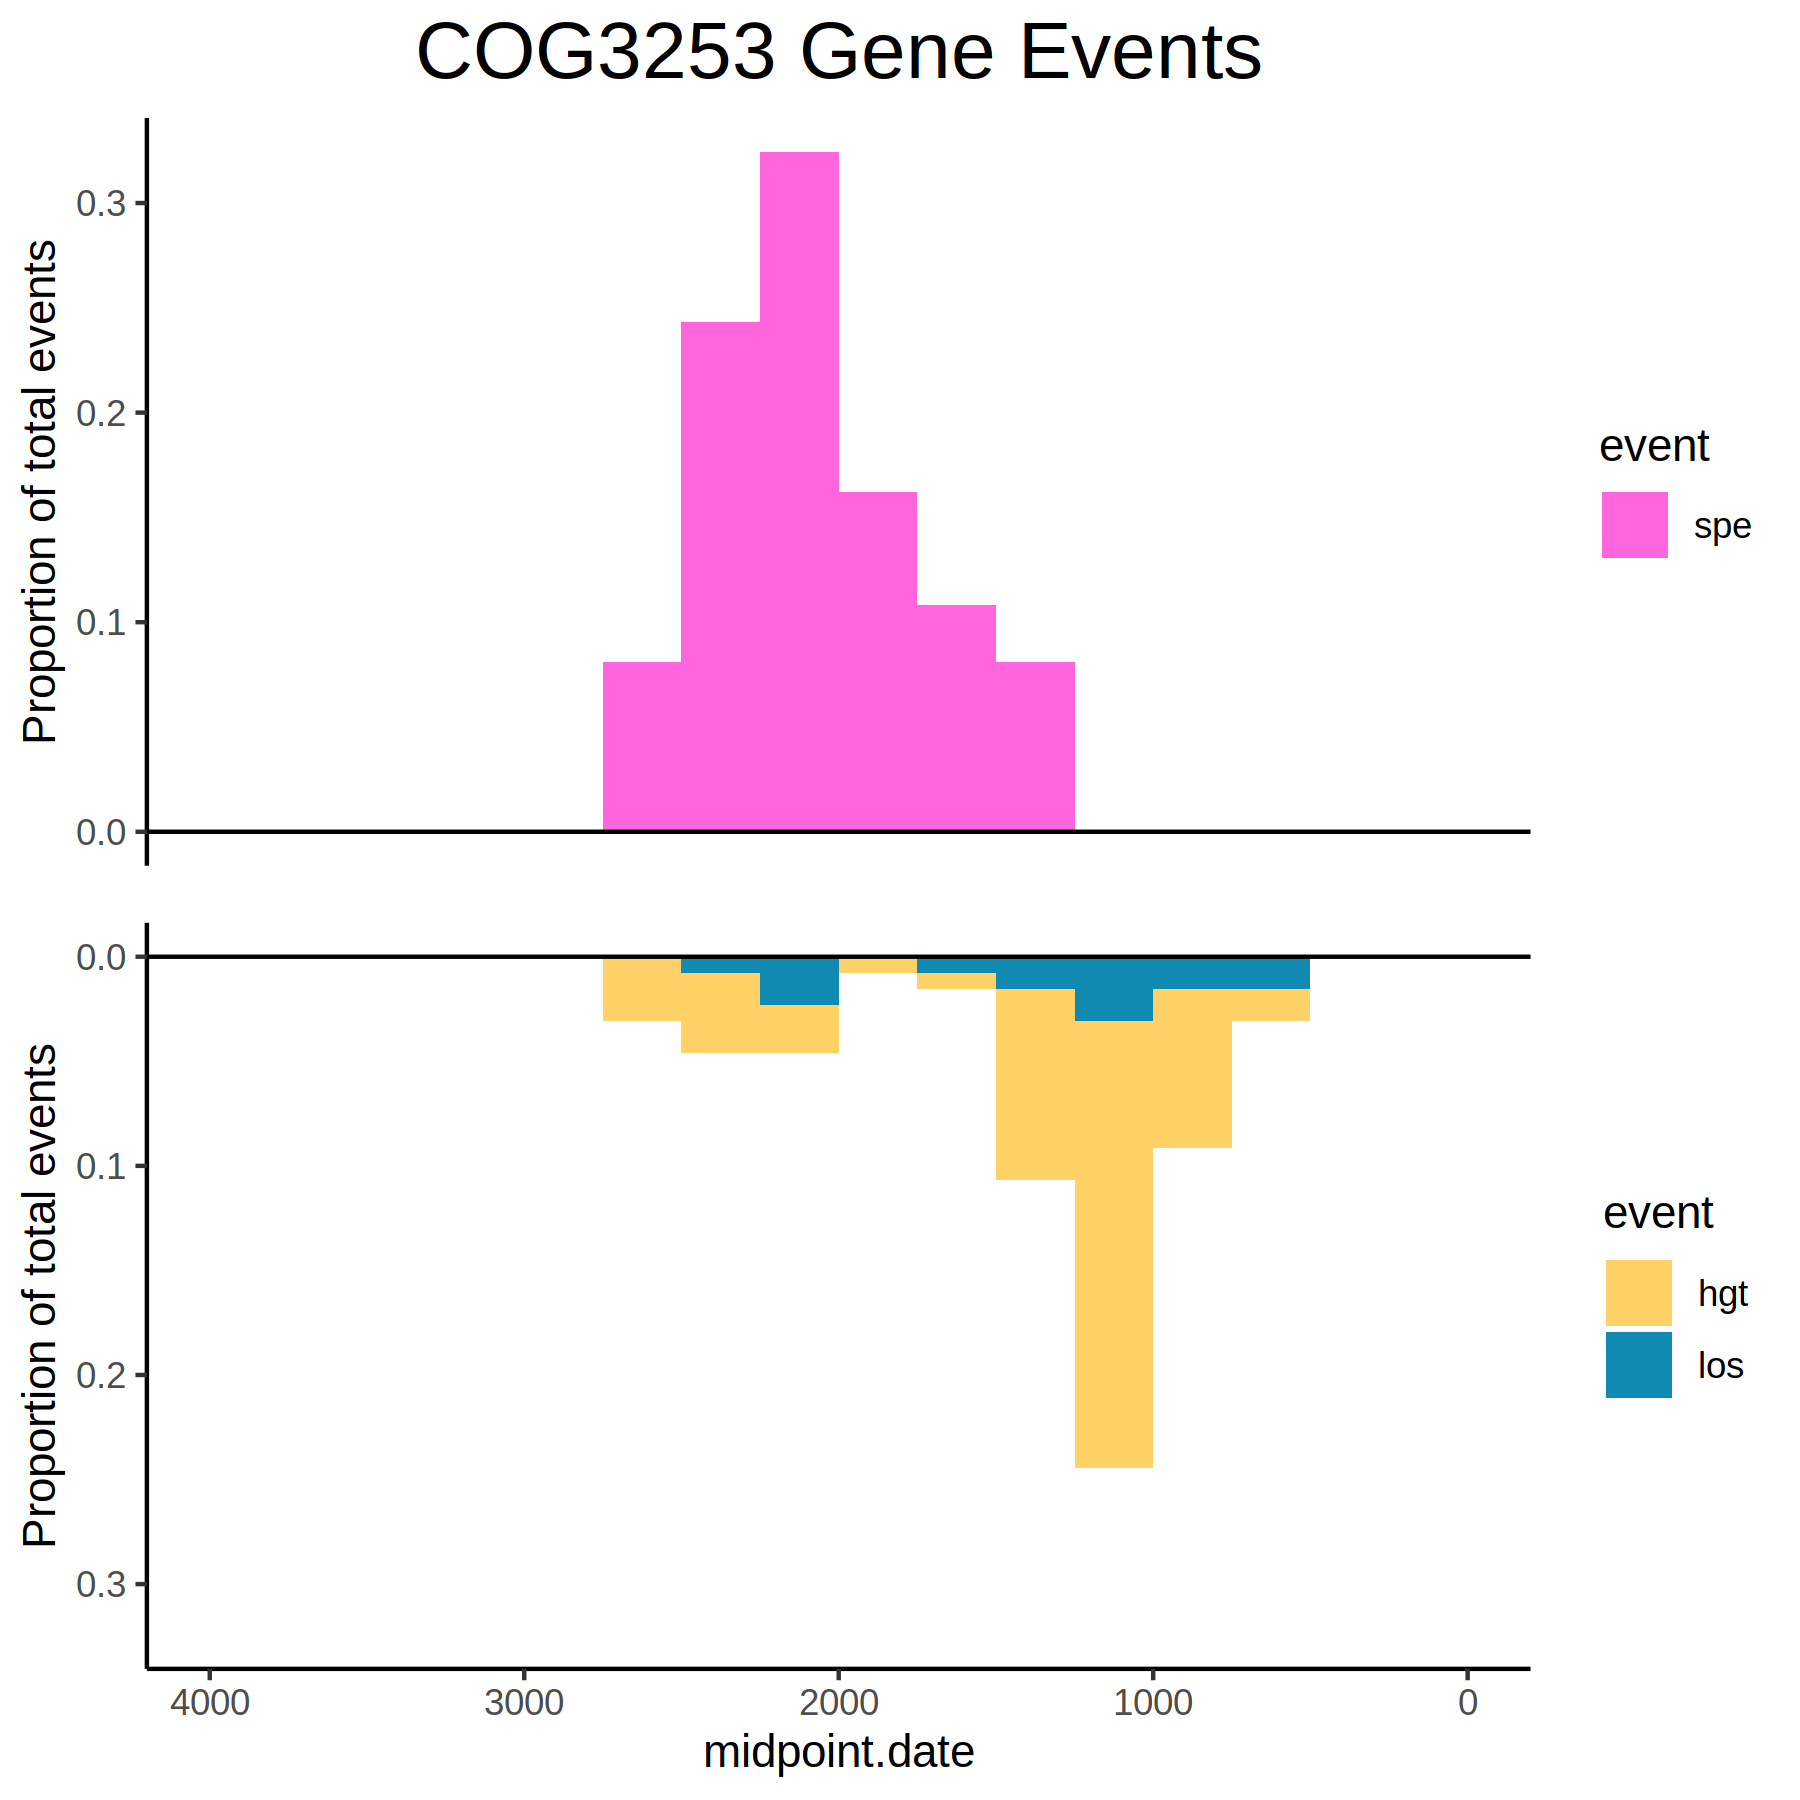 COG3253 Gene Events
Proportion of total events
0.3
0.2
0.1
0.0
event
spe
Proportion of total events
0.0
0.1
0.2
0.3
event
hgt
los
4000 3000 2000 1000 0
midpoint.date